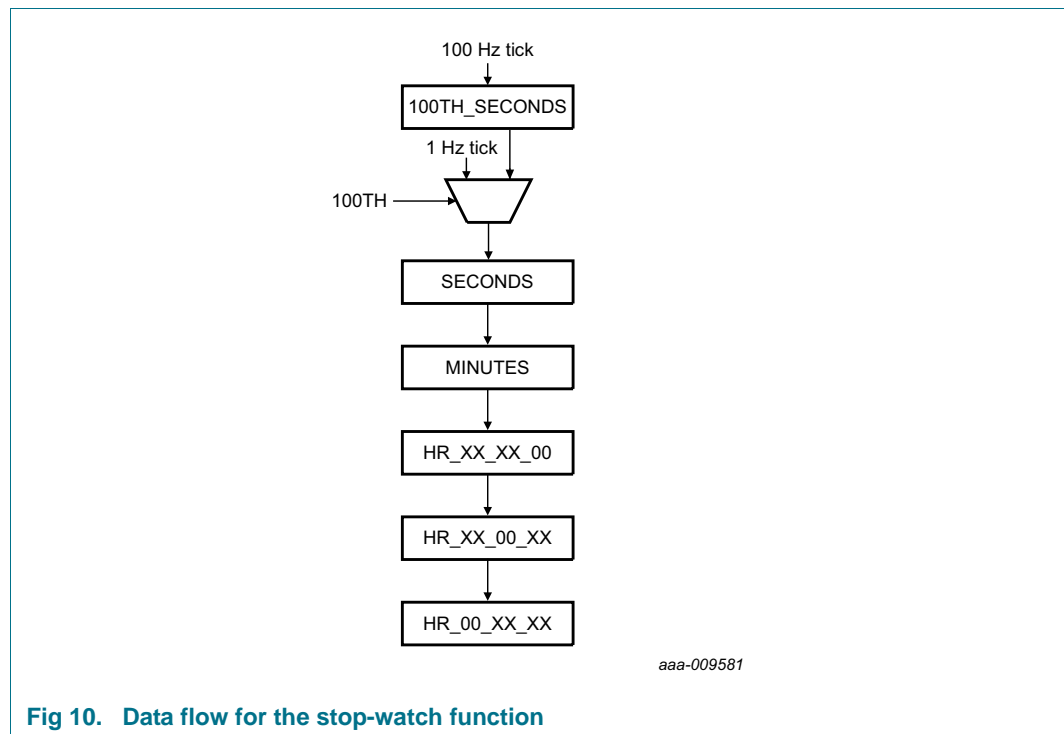 100 Hz tick
100TH_SECONDS
1 Hz tick
100TH
SECONDS
MINUTES
HR_XX_XX_00
HR_XX_00_XX
HR_00_XX_XX
aaa-009581
Fig 10. Data flow for the stop-watch function